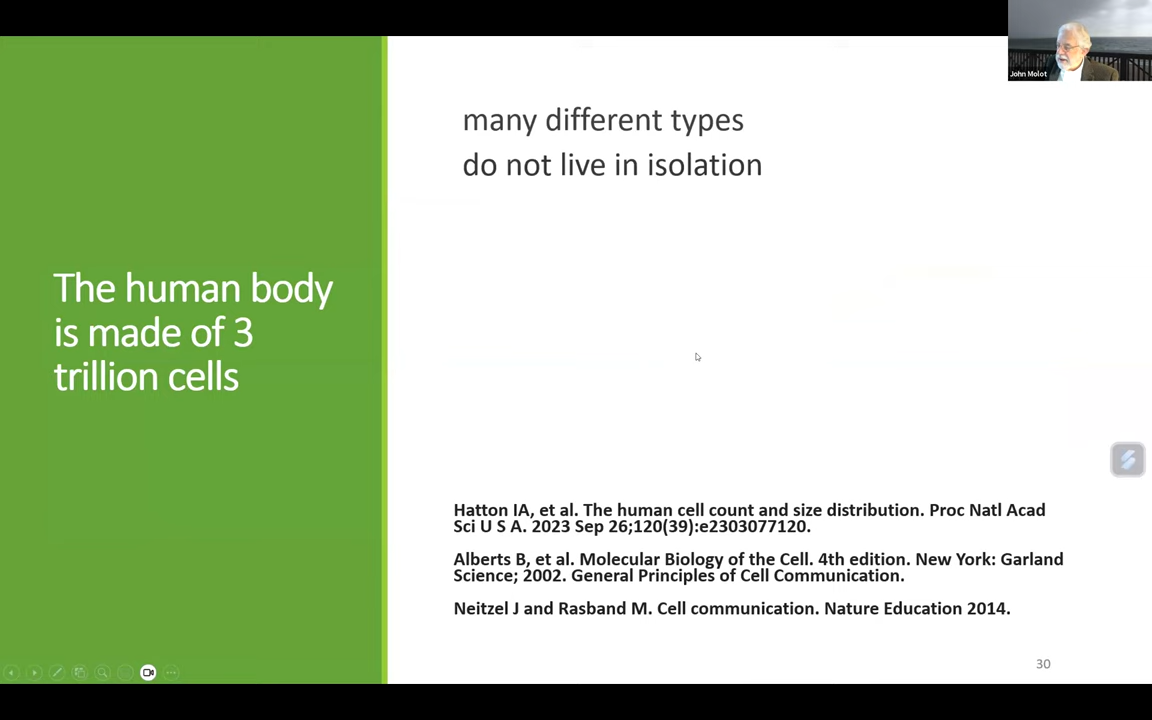 John Molot
many different types
do not live in isolation
The human body
is made of 3
trillion cells
Hatton IA, et al. The human cell count and size distribution. Proc Natl Acad
Sci U S A. 2023 Sep 26;120(39):e2303077120.
Alberts B, et al. Molecular Biology of the Cell. 4th edition. New York: Garland
Science; 2002. General Principles of Cell Communication.
Neitzel J and Rasband M. Cell communication. Nature Education 2014.
30